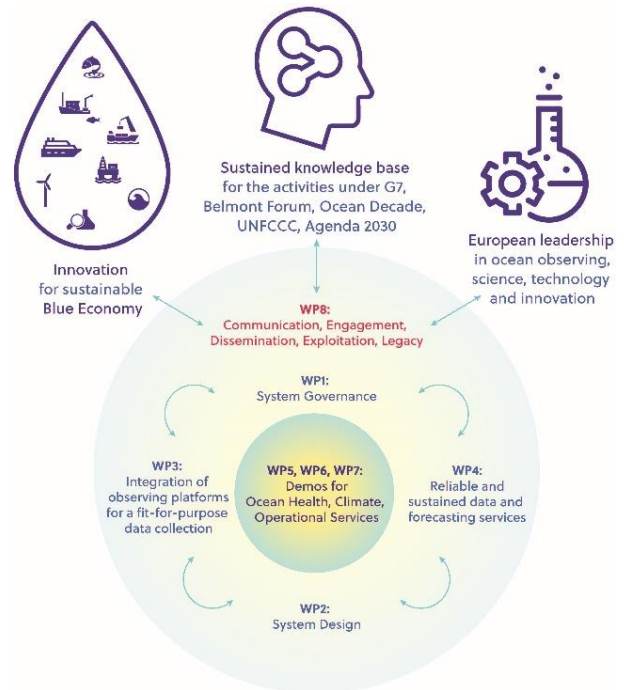 Sustained knowledge base
for the activities under G7,
Belmont Forum, Ocean Decade,
UNFCCC, Agenda 2030
Innovation
for sustainable
Blue Economy
European leadership
in ocean observing,
science, technology
and innovation
WP8:
Communication, Engagement,
Dissemination, Exploitation, Legacy
WP1:
System Governance
WP3:
Integration of
observing platforms
for a fit-for-purpose
data collection
WP5, WP6, WP7:
Demos for
Ocean Health, Climate,
Operational Services
WP4:
Reliable and
sustained data and
forecasting services
WP2:
System Design